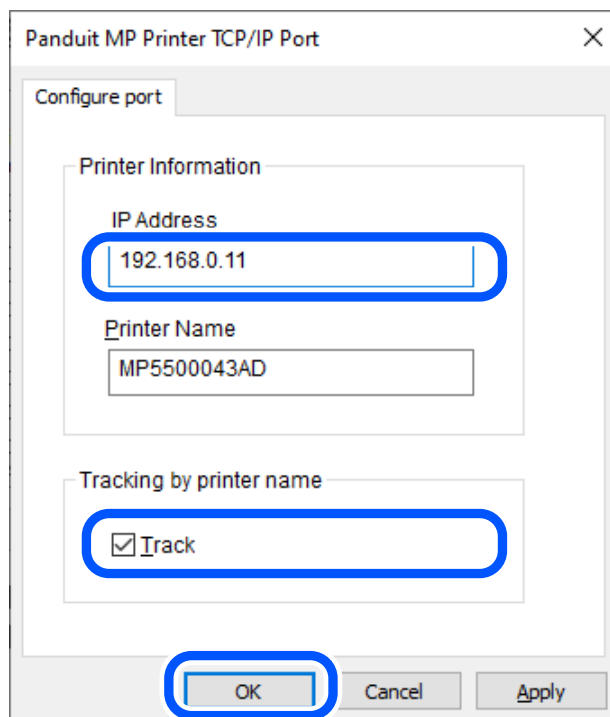 Panduit MP Printer TCP/IP Port
Configure port
Printer Information
IP Address
192.168.0.11
Printer Name
MP5500043AD
Tracking by printer name
Track
OK Cancel Apply